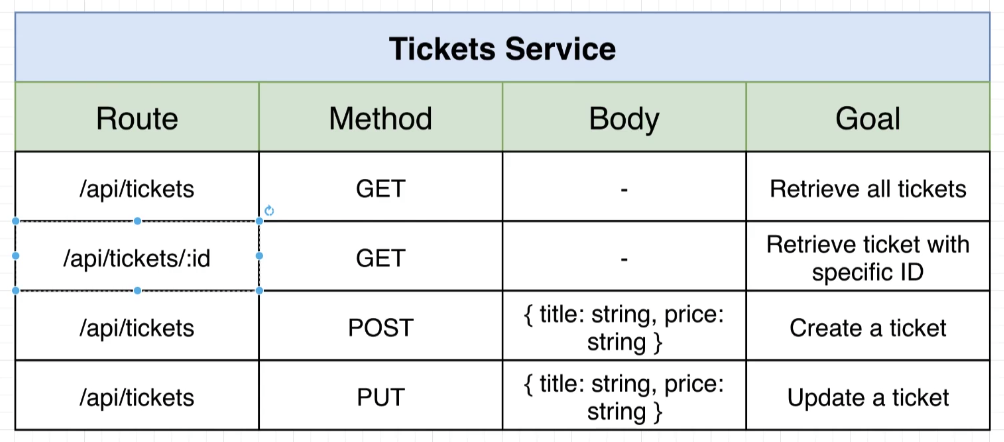 Tickets Service
Route Method Body Goal
/api/tickets GET - Retrieve all tickets
/api/tickets/:id GET - Retrieve ticket with
specific ID
/api/tickets POST { title: string, price:
string } Create a ticket
/api/tickets PUT { title: string, price:
string } Update a ticket